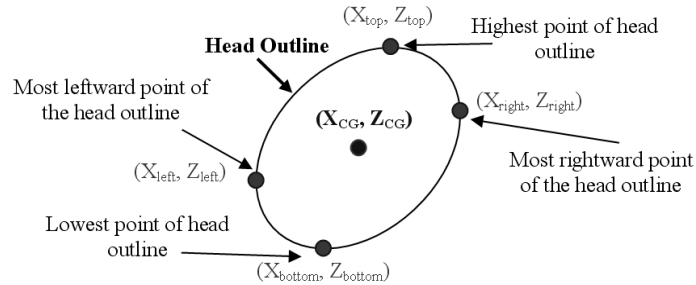 (Xtop, Ztop)
Highest point of head
outline
Head Outline
Most leftward point of
the head outline
(XCG, ZCG)
(Xright, Zright)
(Xleft, Zleft)
Most rightward point
of the head outline
Lowest point of head
outline
(Xbottom, Zbottom)